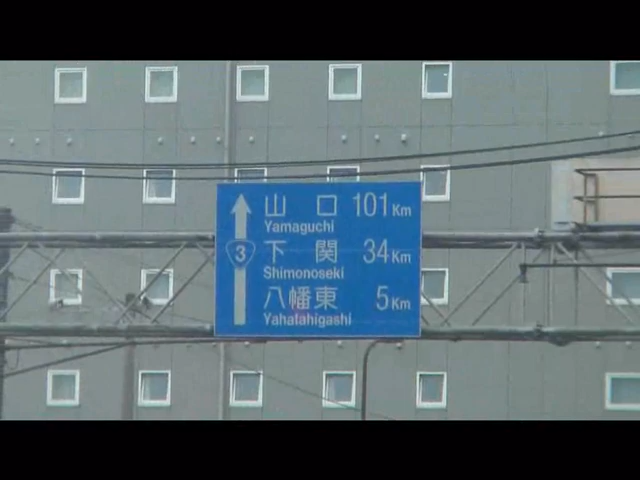 山口 101Km
Yamaguchi
3
下関 34Km
Shimonoseki
八幡東 5Km
Yahatahigashi